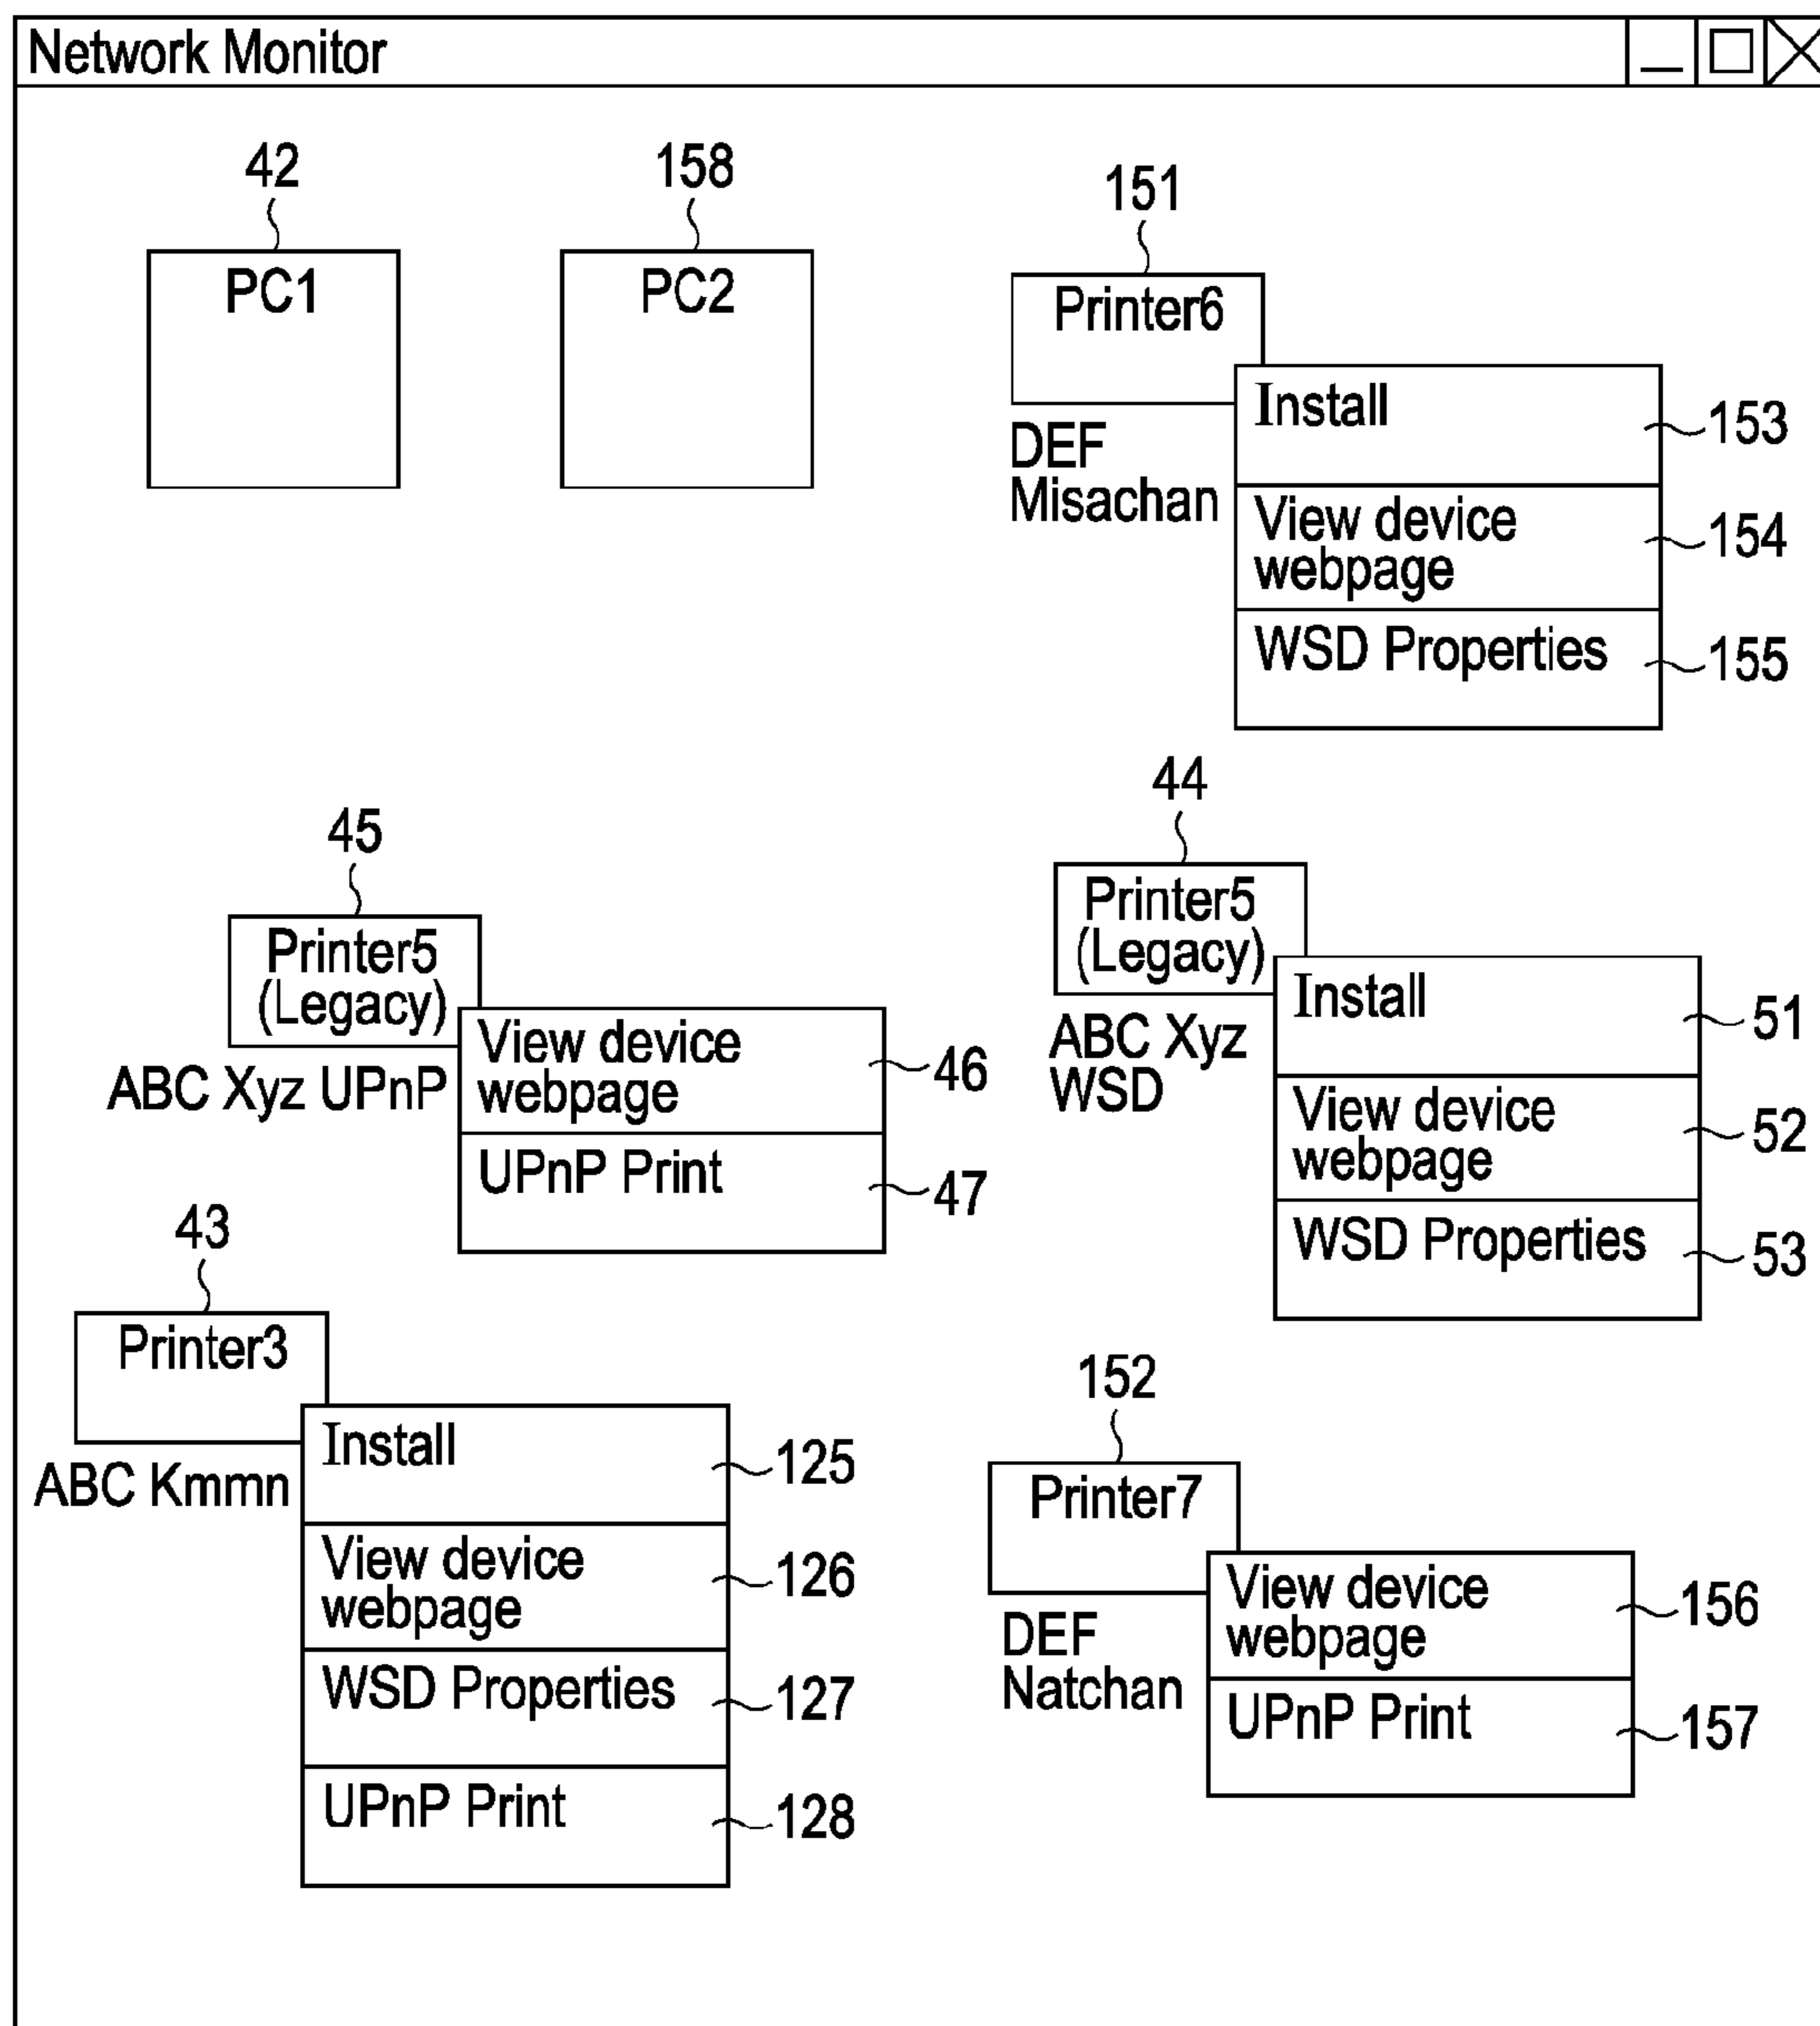 Network Monitor
42
158
151
PC1
PC2
Printer6
Install
153
DEF
Misachan
View device
webpage
154
WSD Properties
155
45
44
Printer5
(Legacy)
Printer5
(Legacy)
ABC Xyz UPnP
View device
webpage
46
UPnP Print
47
ABC Xyz
WSD
Install
51
View device
webpage
52
WSD Properties
53
43
Printer3
ABC Kmmn
Install
125
View device
webpage
126
WSD Properties
127
UPnP Print
128
152
Printer7
DEF
Natchan
View device
webpage
156
UPnP Print
157